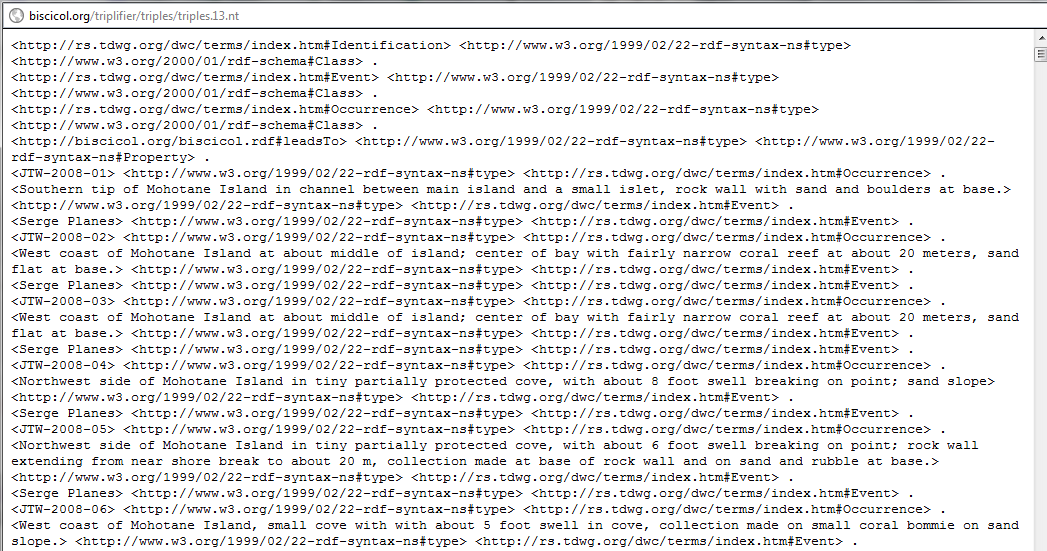 biscicol.org/triplifier/triples/triples.13.nt
<http://rs.tdwg.org/dwc/terms/index.htm#Identification> <http://www.w3.org/1999/02/22-rdf-syntax-ns#type>
<http://www.w3.org/2000/01/rdf-schema#Class> .
<http://rs.tdwg.org/dwc/terms/index.htm#Event> <http://www.w3.org/1999/02/22-rdf-syntax-ns#type>
<http://www.w3.org/2000/01/rdf-schema#Class> .
<http://rs.tdwg.org/dwc/terms/index.htm#Occurrence> <http://www.w3.org/1999/02/22-rdf-syntax-ns#type>
<http://www.w3.org/2000/01/rdf-schema#Class> .
<http://biscicol.org/biscicol.rdf#leadsTo> <http://www.w3.org/1999/02/22-rdf-syntax-ns#type> <http://www.w3.org/1999/02/22-
rdf-syntax-ns#Property> .
<JTW-2008-01> <http://www.w3.org/1999/02/22-rdf-syntax-ns#type> <http://rs.tdwg.org/dwc/terms/index.htm#Occurrence> .
<Southern tip of Mohotane Island in channel between main island and a small islet, rock wall with sand and boulders at base.>
<http://www.w3.org/1999/02/22-rdf-syntax-ns#type> <http://rs.tdwg.org/dwc/terms/index.htm#Event> .
<Serge Planes> <http://www.w3.org/1999/02/22-rdf-syntax-ns#type> <http://rs.tdwg.org/dwc/terms/index.htm#Event> .
<JTW-2008-02> <http://www.w3.org/1999/02/22-rdf-syntax-ns#type> <http://rs.tdwg.org/dwc/terms/index.htm#Occurrence> .
<West coast of Mohotane Island at about middle of island; center of bay with fairly narrow coral reef at about 20 meters, sand
flat at base.> <http://www.w3.org/1999/02/22-rdf-syntax-ns#type> <http://rs.tdwg.org/dwc/terms/index.htm#Event> .
<Serge Planes> <http://www.w3.org/1999/02/22-rdf-syntax-ns#type> <http://rs.tdwg.org/dwc/terms/index.htm#Event> .
<JTW-2008-03> <http://www.w3.org/1999/02/22-rdf-syntax-ns#type> <http://rs.tdwg.org/dwc/terms/index.htm#Occurrence> .
<West coast of Mohotane Island at about middle of island; center of bay with fairly narrow coral reef at about 20 meters, sand
flat at base.> <http://www.w3.org/1999/02/22-rdf-syntax-ns#type> <http://rs.tdwg.org/dwc/terms/index.htm#Event> .
<Serge Planes> <http://www.w3.org/1999/02/22-rdf-syntax-ns#type> <http://rs.tdwg.org/dwc/terms/index.htm#Event> .
<JTW-2008-04> <http://www.w3.org/1999/02/22-rdf-syntax-ns#type> <http://rs.tdwg.org/dwc/terms/index.htm#Occurrence> .
<Northwest side of Mohotane Island in tiny partially protected cove, with about 8 foot swell breaking on point; sand slope>
<http://www.w3.org/1999/02/22-rdf-syntax-ns#type> <http://rs.tdwg.org/dwc/terms/index.htm#Event> .
<Serge Planes> <http://www.w3.org/1999/02/22-rdf-syntax-ns#type> <http://rs.tdwg.org/dwc/terms/index.htm#Event> .
<JTW-2008-05> <http://www.w3.org/1999/02/22-rdf-syntax-ns#type> <http://rs.tdwg.org/dwc/terms/index.htm#Occurrence> .
<Northwest side of Mohotane Island in tiny partially protected cove, with about 6 foot swell breaking on point; rock wall
extending from near shore break to about 20 m, collection made at base of rock wall and on sand and rubble at base.>
<http://www.w3.org/1999/02/22-rdf-syntax-ns#type> <http://rs.tdwg.org/dwc/terms/index.htm#Event> .
<Serge Planes> <http://www.w3.org/1999/02/22-rdf-syntax-ns#type> <http://rs.tdwg.org/dwc/terms/index.htm#Event> .
<JTW-2008-06> <http://www.w3.org/1999/02/22-rdf-syntax-ns#type> <http://rs.tdwg.org/dwc/terms/index.htm#Occurrence> .
<West coast of Mohotane Island, small cove with with about 5 foot swell in cove, collection made on small coral bommie on sand
slope.> <http://www.w3.org/1999/02/22-rdf-syntax-ns#type> <http://rs.tdwg.org/dwc/terms/index.htm#Event> .